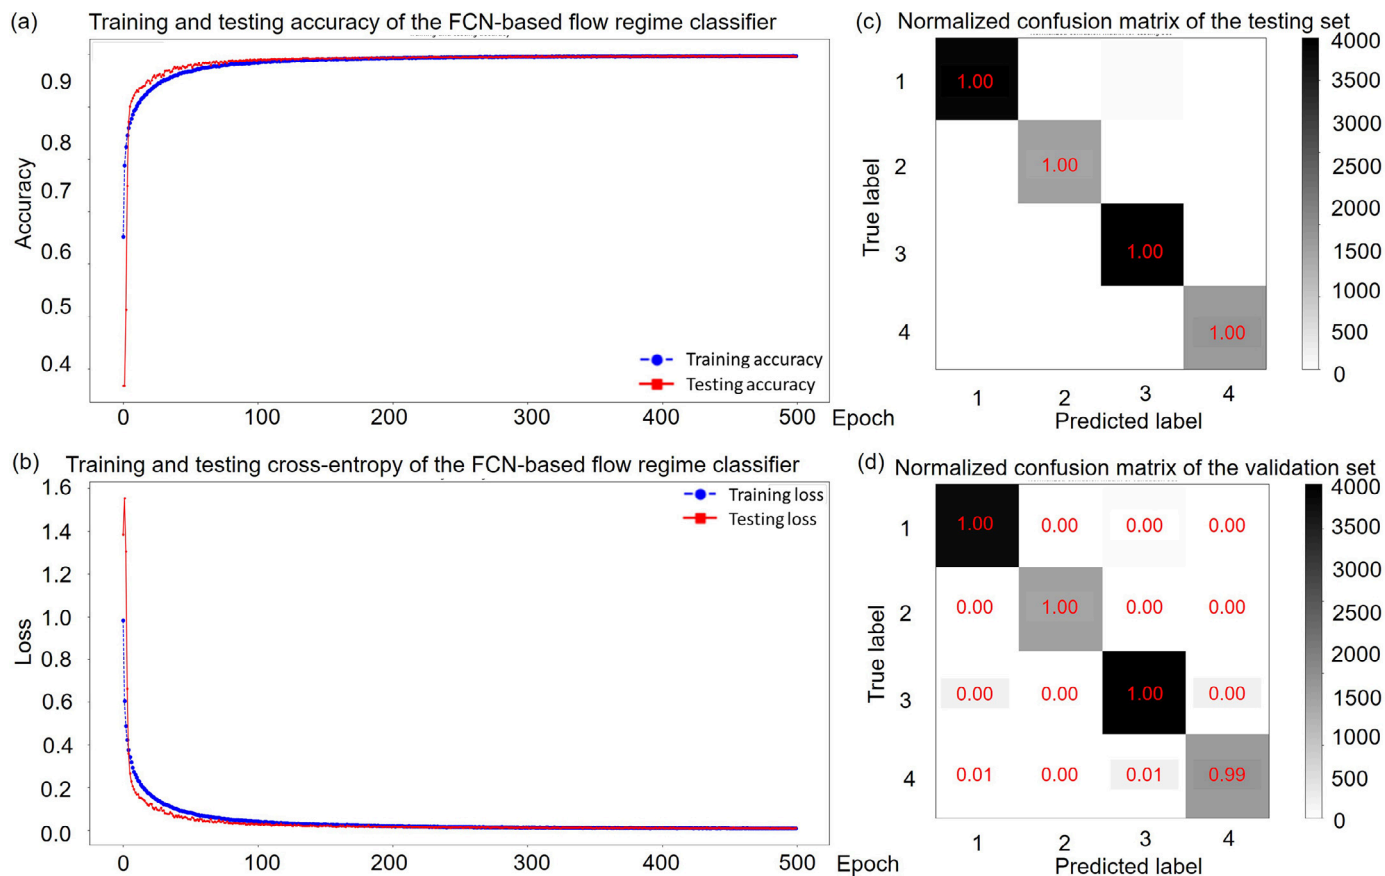 (a) Training and testing accuracy of the FCN-based flow regime classifier
0.9
0.8
0.7
0.6
0.5
0.4
Accuracy
Training accuracy
Testing accuracy
0 100 200 300 400 500 Epoch
(b) Training and testing cross-entropy of the FCN-based flow regime classifier
1.6
1.4
1.2
1.0
0.8
0.6
0.4
0.2
0.0
Loss
Training loss
Testing loss
0 100 200 300 400 500 Epoch
(c) Normalized confusion matrix of the testing set
True label
1 1.00
2 1.00
3 1.00
4 1.00
1 2 3 4
Predicted label
4000
3500
3000
2500
2000
1500
1000
500
0
(d) Normalized confusion matrix of the validation set
True label
1 1.00 0.00 0.00 0.00
2 0.00 1.00 0.00 0.00
3 0.00 0.00 1.00 0.00
4 0.01 0.00 0.01 0.99
1 2 3 4
Predicted label
4000
3500
3000
2500
2000
1500
1000
500
0